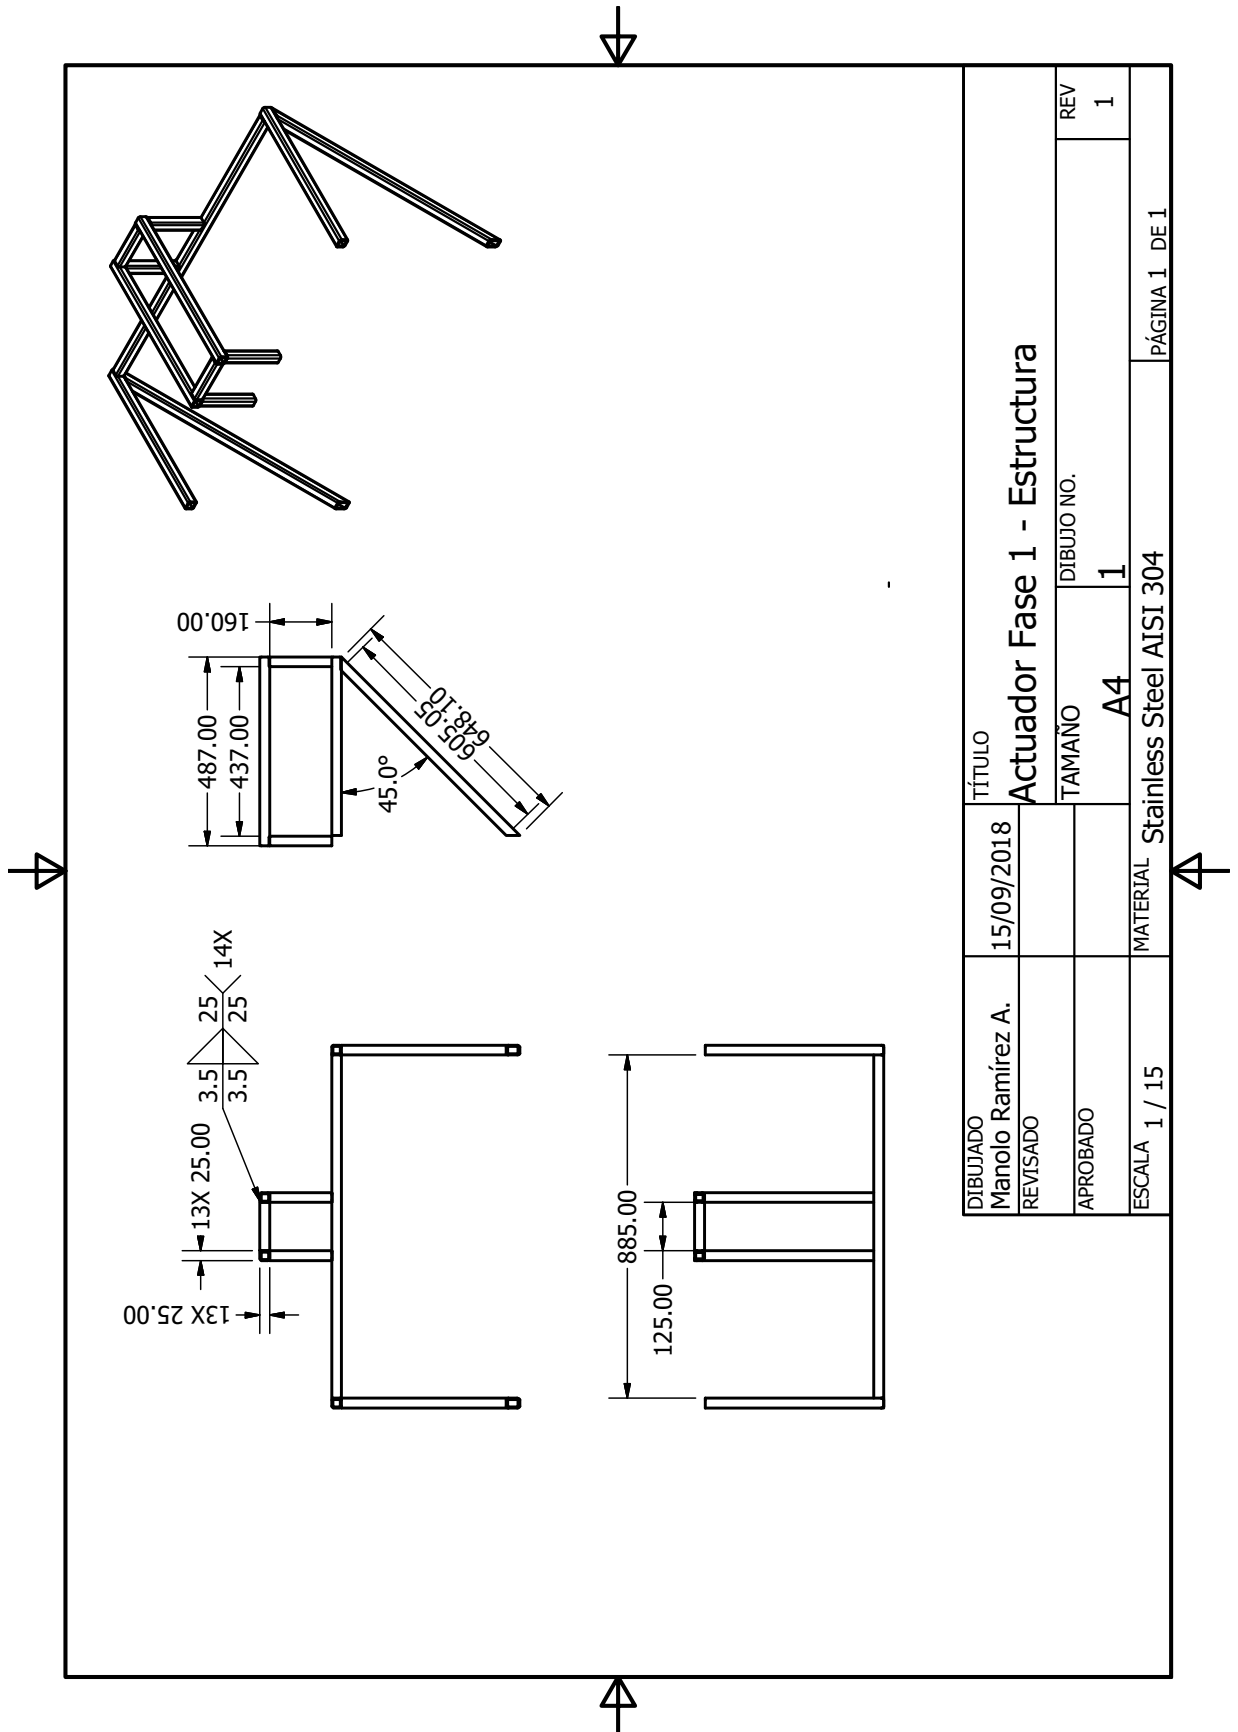 3.5
25
14X
3.5
25
13X 25.00
13X 25.00
487.00
437.00
160.00
45.0°
605.05
648.10
885.00
125.00
DIBUJADO
Manolo Ramírez A.
15/09/2018
REVISADO
APROBADO
ESCALA 1 / 15
TÍTULO
Actuador Fase 1 - Estructura
TAMAÑO
A4
DIBUJO NO.
1
REV
1
MATERIAL Stainless Steel AISI 304
PÁGINA 1 DE 1